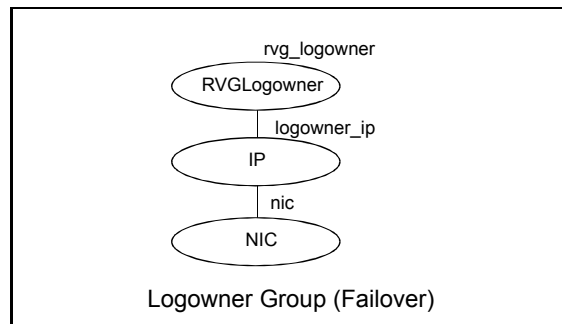 rvg_logowner
RVGLogowner
logowner_ip
IP
nic
NIC
Logowner Group (Failover)